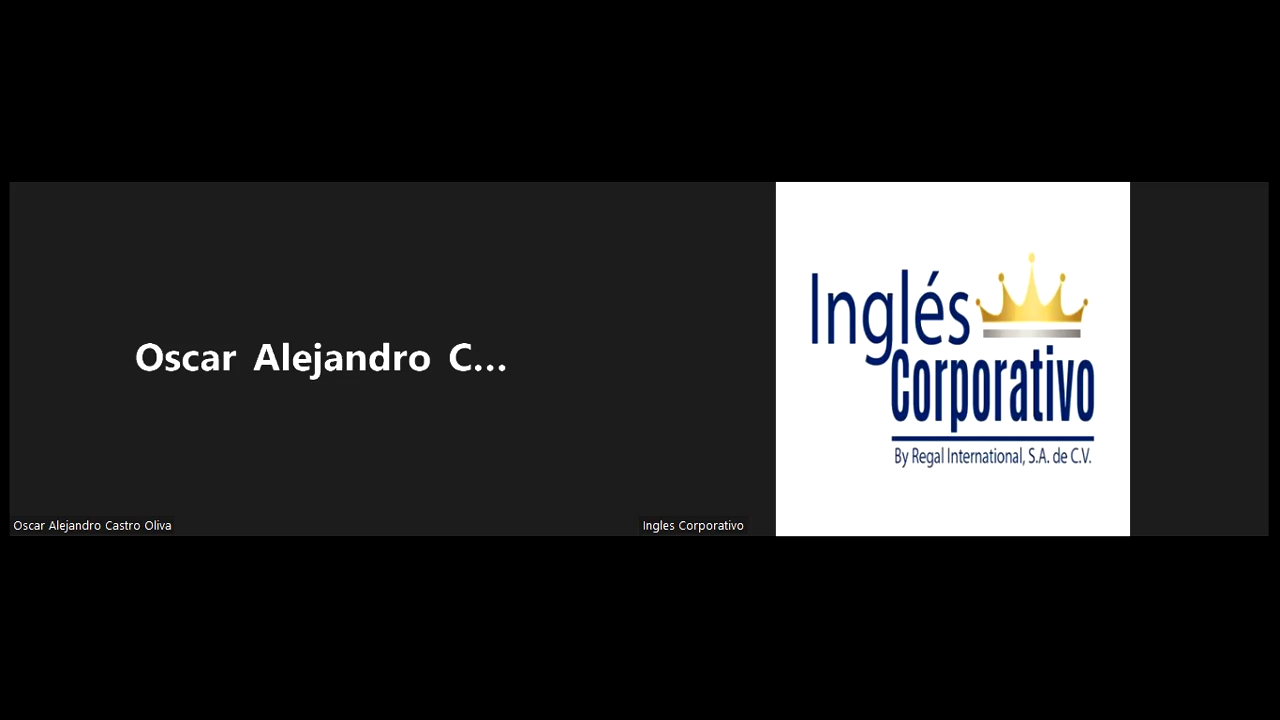 Oscar Alejandro C...
Oscar Alejandro Castro Oliva
Ingles Corporativo
Inglés
Corporativo
By Regal International, S.A. de C.V.